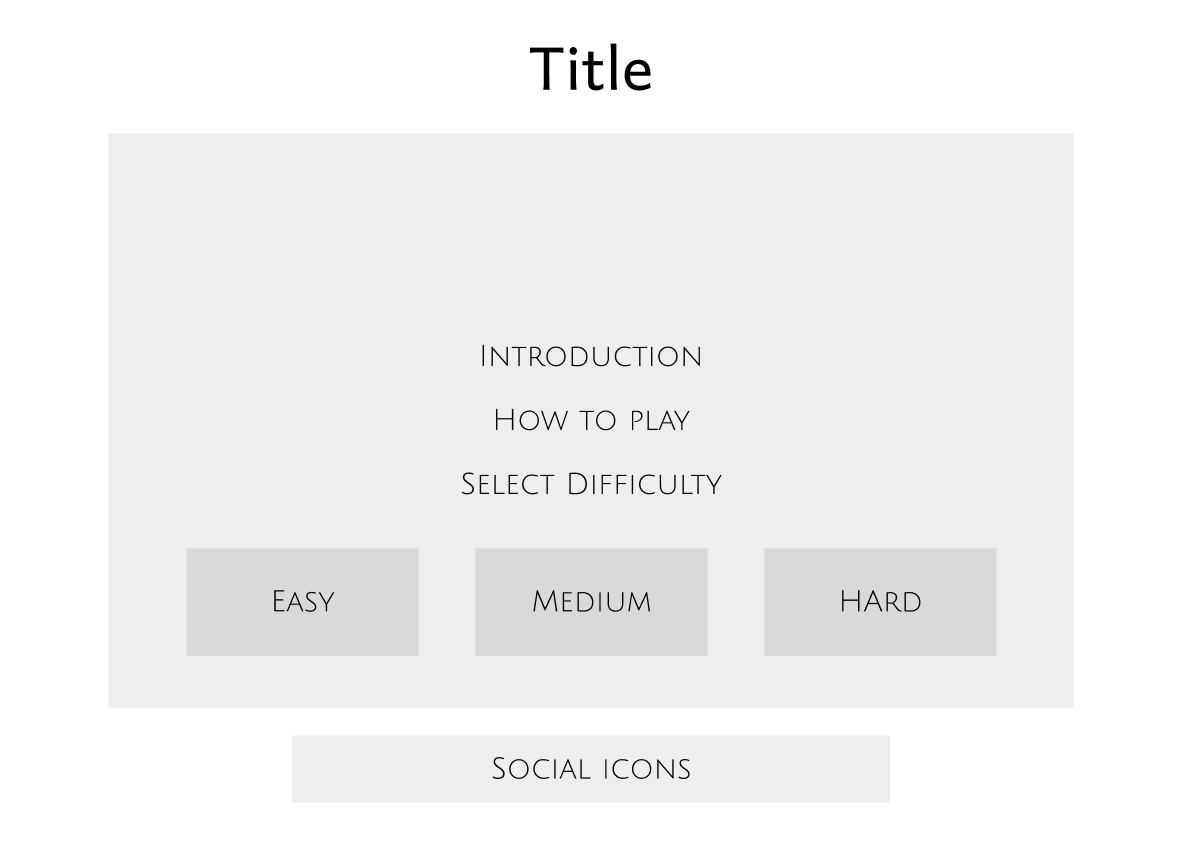 Title
Introduction
How to play
Select Difficulty
Easy
Medium
HArd
Social icons